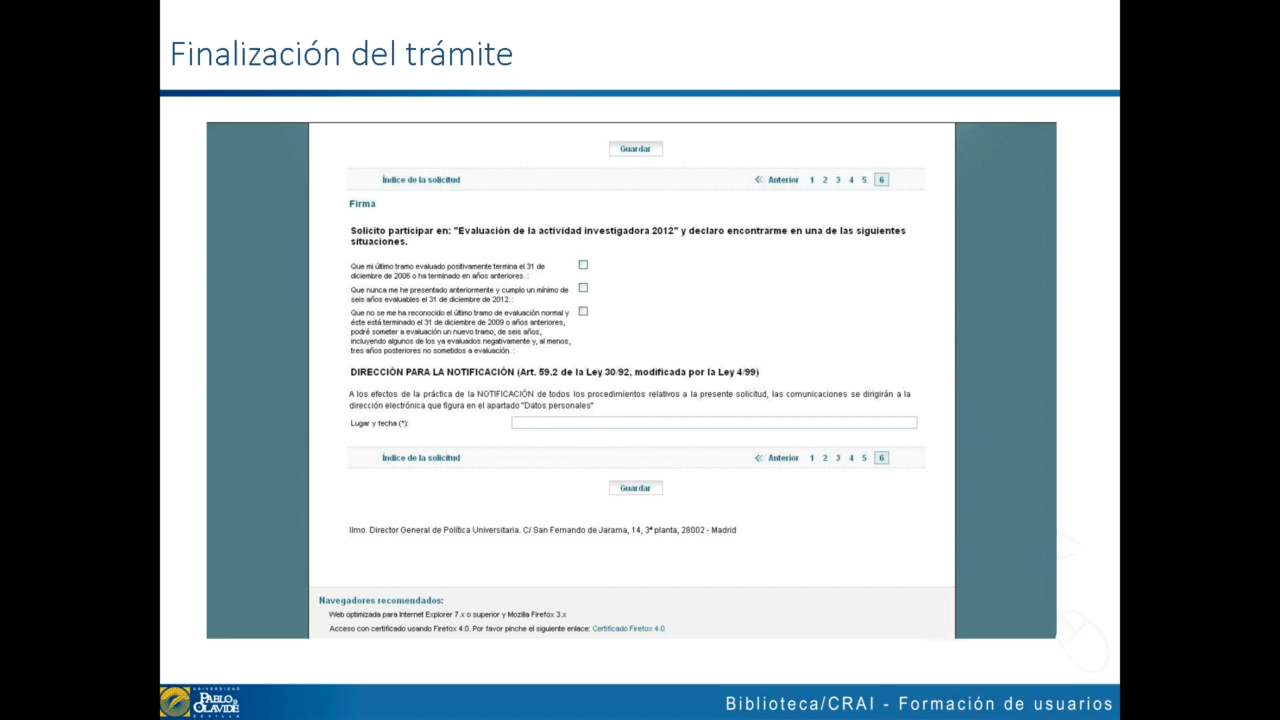 Finalización del trámite
Guardar
Índice de la solicitud
Anterior 1 2 3 4 5 6
Firma
Solicito participar en: "Evaluación de la actividad investigadora 2012" y declaro encontrarme en una de las siguientes
situaciones.
Que mi último tramo evaluado positivamente termina el 31 de
diciembre de 2006 o ha terminado en años anteriores. :
Que nunca me he presentado anteriormente y cumplo un mínimo de
seis años evaluables el 31 de diciembre de 2012. :
Que no se me ha reconocido el último tramo de evaluación normal y
éste está terminado el 31 de diciembre de 2009 o años anteriores,
podré someter a evaluación un nuevo tramo, de seis años,
incluyendo algunos de los ya evaluados negativamente y, al menos,
tres años posteriores no sometidos a evaluación. :
DIRECCIÓN PARA LA NOTIFICACIÓN (Art. 59.2 de la Ley 30/92, modificada por la Ley 4/99)
A los efectos de la práctica de la NOTIFICACIÓN de todos los procedimientos relativos a la presente solicitud, las comunicaciones se dirigirán a la
dirección electrónica que figura en el apartado "Datos personales"
Lugar y fecha (*):
Índice de la solicitud
Anterior 1 2 3 4 5 6
Guardar
Ilmo. Director General de Política Universitaria. C/ San Fernando de Jarama, 14, 3ª planta, 28002 - Madrid
Navegadores recomendados:
Web optimizada para Internet Explorer 7.x o superior y Mozilla Firefox 3.x
Acceso con certificado usando Firefox 4.0. Por favor pinche el siguiente enlace: Certificado Firefox 4.0
UNIVERSIDAD
PABLO DE
OLAVIDE
SEVILLA
Biblioteca/CRAI - Formación de usuarios